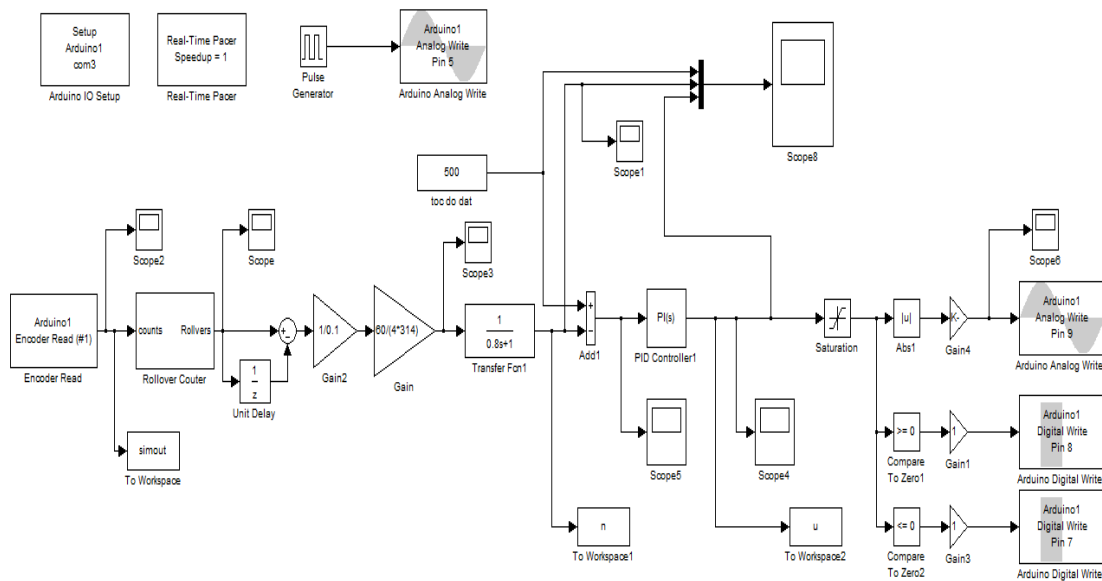 Setup
Arduino1
com3
Arduino IO Setup
Real-Time Pacer
Speedup = 1
Real-Time Pacer
Pulse
Generator
Arduino1
Analog Write
Pin 5
Arduino Analog Write
Scope8
Scope1
500
toc do dat
Scope2
Scope
Scope3
Scope6
Arduino1
Encoder Read (#1)
Encoder Read
counts
Rollvers
Rollover Couter
+
−
1
z
Unit Delay
1/0.1
Gain2
60/(4*314)
Gain
1
0.8s+1
Transfer Fcn1
+
−
Add1
PI(s)
PID Controller1
Saturation
|u|
Abs1
K-
Gain4
Arduino1
Analog Write
Pin 9
Arduino Analog Write
simout
To Workspace
Scope5
Scope4
>= 0
Compare
To Zero1
1
Gain1
Arduino1
Digital Write
Pin 8
Arduino Digital Write
n
To Workspace1
u
To Workspace2
<= 0
Compare
To Zero2
1
Gain3
Arduino1
Digital Write
Pin 7
Arduino Digital Write